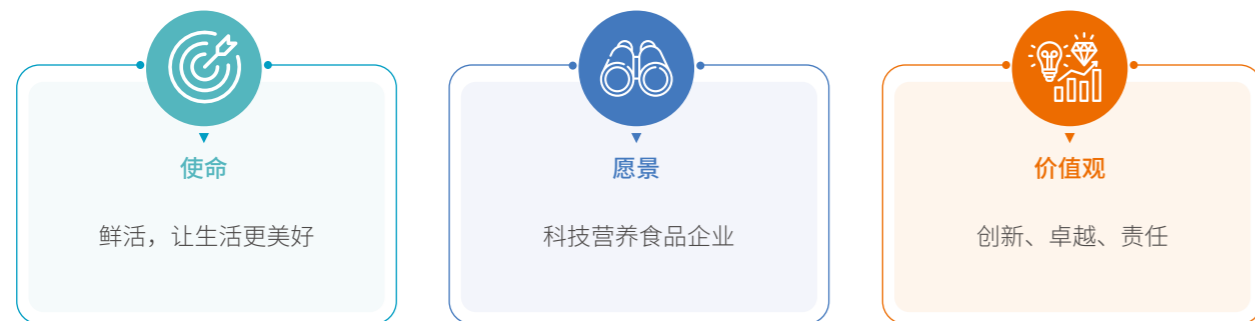 使命
鲜活，让生活更美好
愿景
科技营养食品企业
价值观
创新、卓越、责任